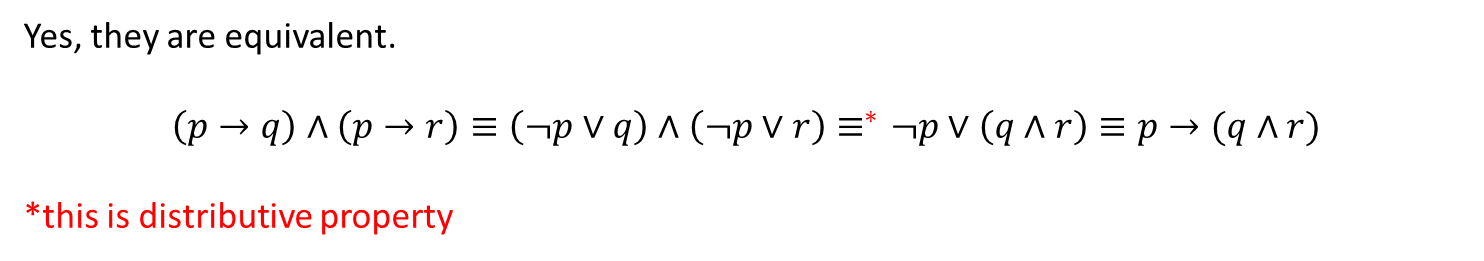 Yes, they are equivalent.
(𝑝 → 𝑞) ∧ (𝑝 → 𝑟) ≡ (¬𝑝 ∨ 𝑞) ∧ (¬𝑝 ∨ 𝑟) ≡* ¬𝑝 ∨ (𝑞 ∧ 𝑟) ≡ 𝑝 → (𝑞 ∧ 𝑟)
*this is distributive property